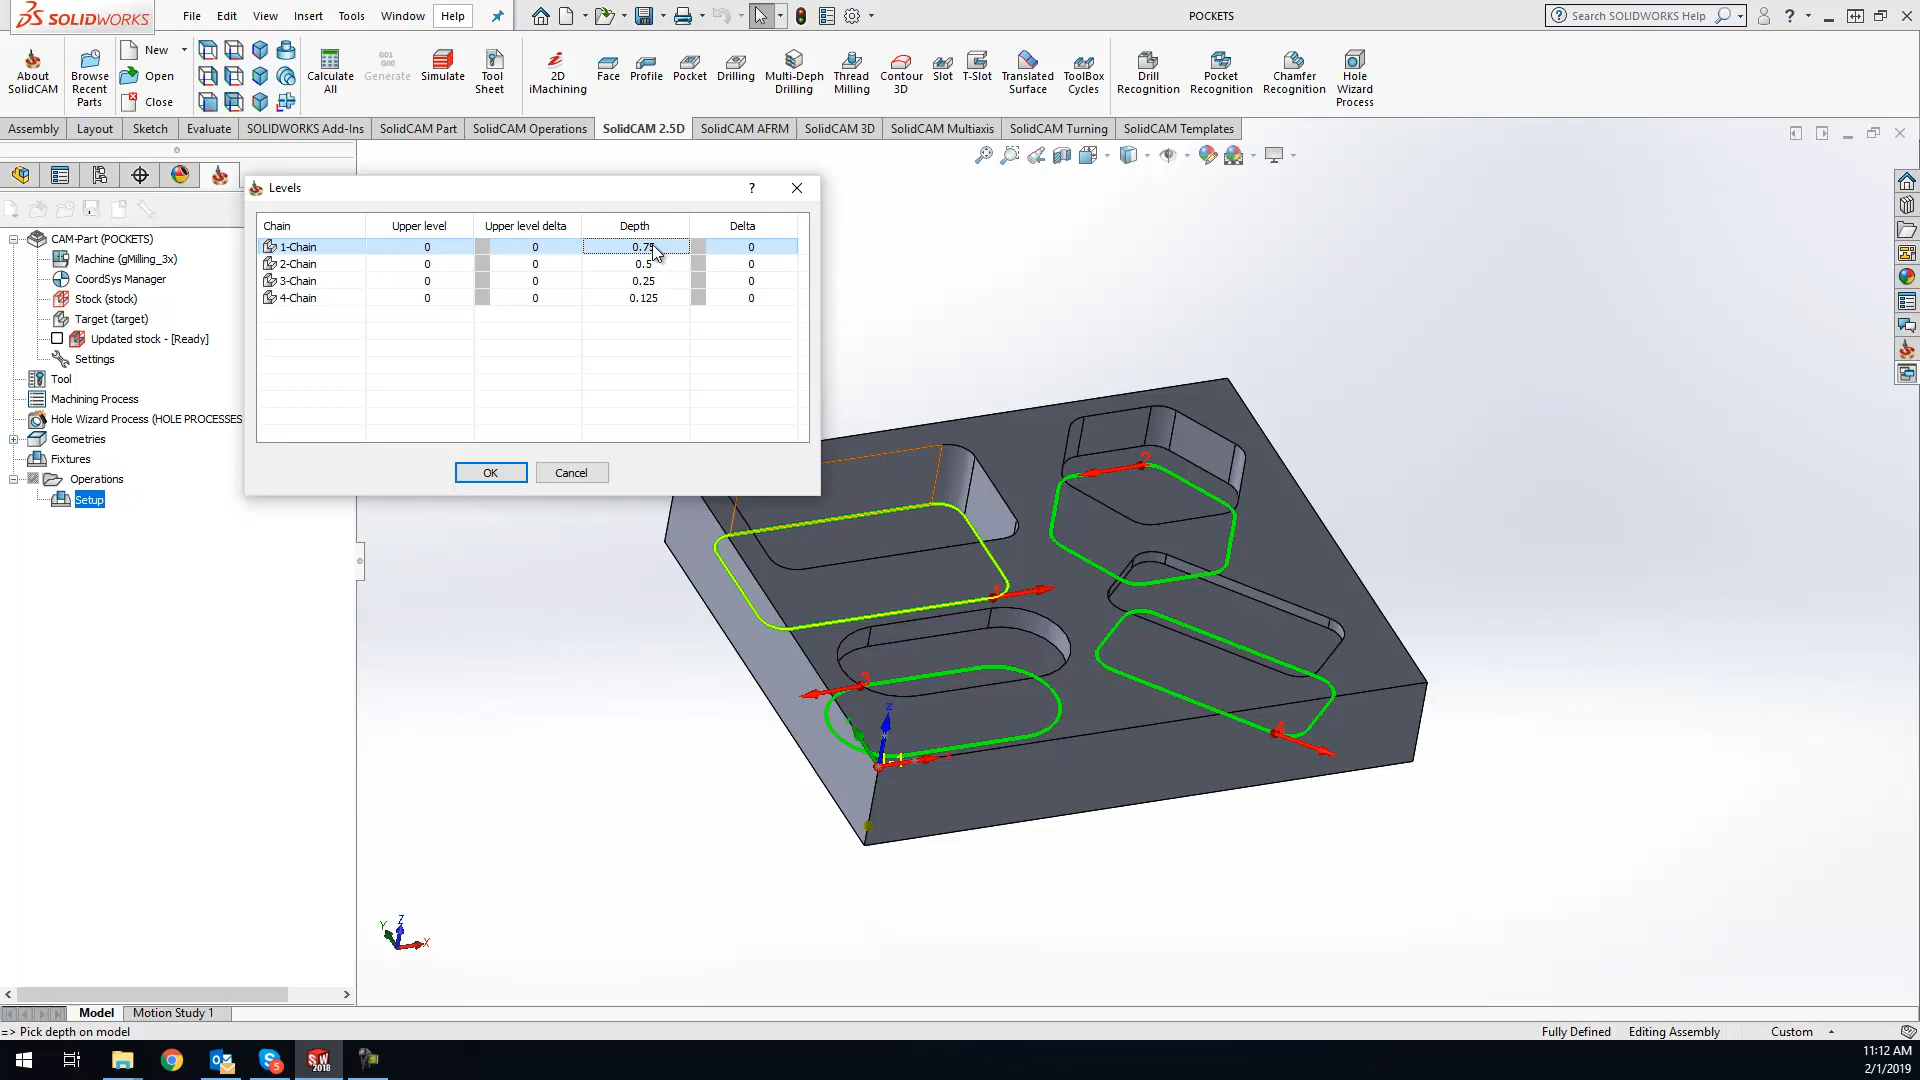 SOLIDWORKS
File Edit View Insert Tools Window Help
POCKETS
Search SOLIDWORKS Help
About SolidCAM
Browse Recent Parts
New
Open
Close
Calculate All
G01 G00
Generate
Simulate
Tool Sheet
2D iMachining
Face
Profile
Pocket
Drilling
Multi-Deph Drilling
Thread Milling
Contour 3D
Slot
T-Slot
Translated Surface
ToolBox Cycles
Drill Recognition
Pocket Recognition
Chamfer Recognition
Hole Wizard Process
Assembly Layout Sketch Evaluate SOLIDWORKS Add-Ins SolidCAM Part SolidCAM Operations SolidCAM 2.5D SolidCAM AFRM SolidCAM 3D SolidCAM Multiaxis SolidCAM Turning SolidCAM Templates
Levels
Chain Upper level Upper level delta Depth Delta
1-Chain 0 0 0.75 0
2-Chain 0 0 0.5 0
3-Chain 0 0 0.25 0
4-Chain 0 0 0.125 0
OK Cancel
CAM-Part (POCKETS)
Machine (gMilling_3x)
CoordSys Manager
Stock (stock)
Target (target)
Updated stock - [Ready]
Settings
Tool
Machining Process
Hole Wizard Process (HOLE PROCESSES
Geometries
Fixtures
Operations
Setup
2
3
4
Z
Y Z X
Model Motion Study 1
=> Pick depth on model
Fully Defined Editing Assembly Custom
11:12 AM
2/1/2019